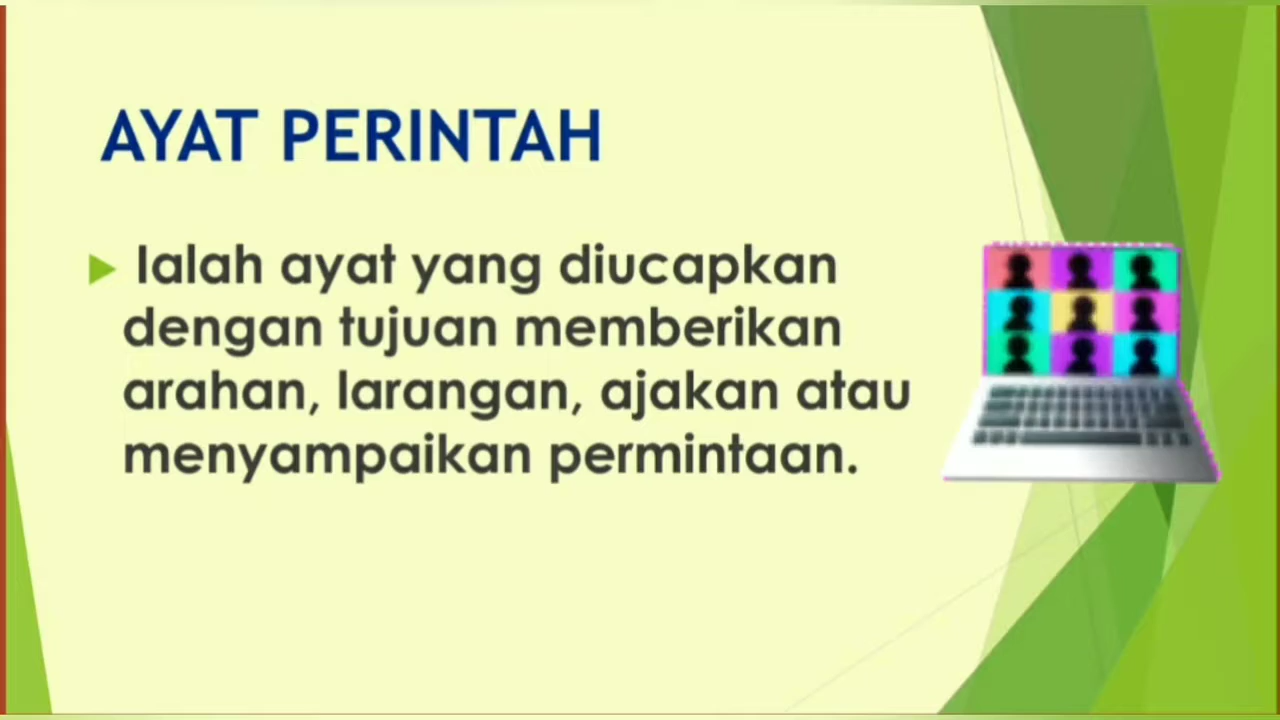 AYAT PERINTAH
Ialah ayat yang diucapkan
dengan tujuan memberikan
arahan, larangan, ajakan atau
menyampaikan permintaan.